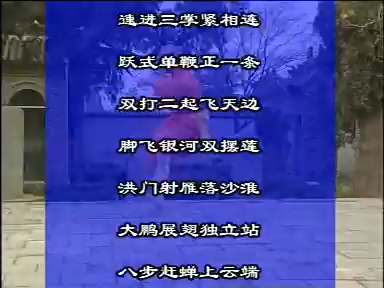 速进三掌紧相连
跃式单鞭正一条
双打二起飞天边
脚飞银河双摆莲
洪门射雁落沙滩
大鹏展翅独立站
八步赶蝉上云端